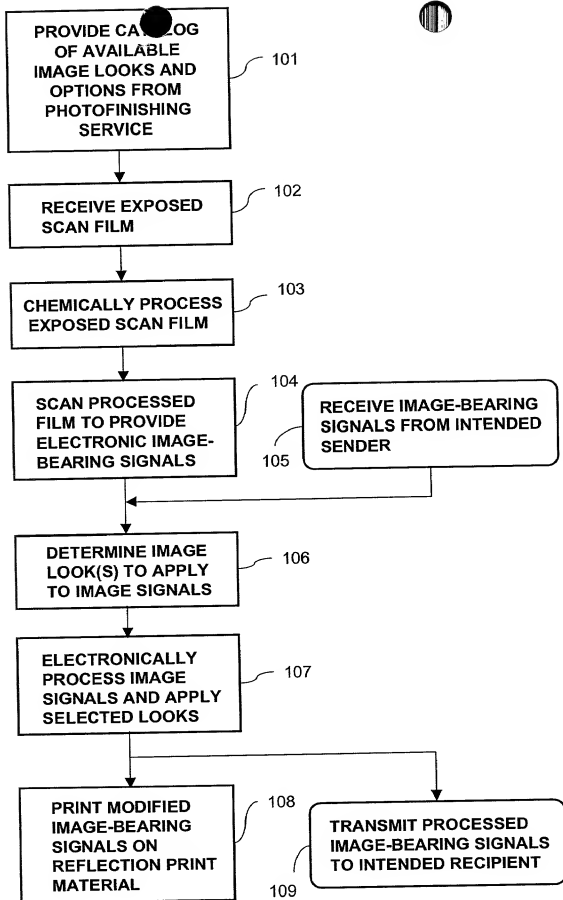 PROVIDE CATALOG
OF AVAILABLE
IMAGE LOOKS AND
OPTIONS FROM
PHOTOFINISHING
SERVICE
101
RECEIVE EXPOSED
SCAN FILM
102
CHEMICALLY PROCESS
EXPOSED SCAN FILM
103
SCAN PROCESSED
FILM TO PROVIDE
ELECTRONIC IMAGE-
BEARING SIGNALS
104
RECEIVE IMAGE-BEARING
SIGNALS FROM INTENDED
SENDER
105
DETERMINE IMAGE
LOOK(S) TO APPLY
TO IMAGE SIGNALS
106
ELECTRONICALLY
PROCESS IMAGE
SIGNALS AND APPLY
SELECTED LOOKS
107
PRINT MODIFIED
IMAGE-BEARING
SIGNALS ON
REFLECTION PRINT
MATERIAL
108
TRANSMIT PROCESSED
IMAGE-BEARING SIGNALS
TO INTENDED RECIPIENT
109